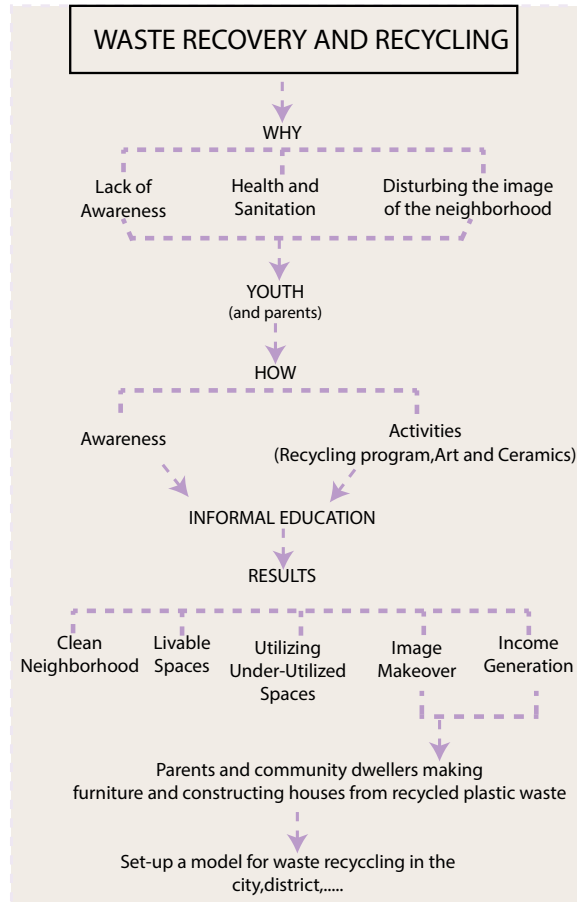 WASTE RECOVERY AND RECYCLING
WHY
Lack of
Awareness
Health and
Sanitation
Disturbing the image
of the neighborhood
YOUTH
(and parents)
HOW
Awareness
Activities
(Recycling program,Art and Ceramics)
INFORMAL EDUCATION
RESULTS
Clean
Neighborhood
Livable
Spaces
Utilizing
Under-Utilized
Spaces
Image
Makeover
Income
Generation
Parents and community dwellers making
furniture and constructing houses from recycled plastic waste
Set-up a model for waste recyccling in the
city,district,.....